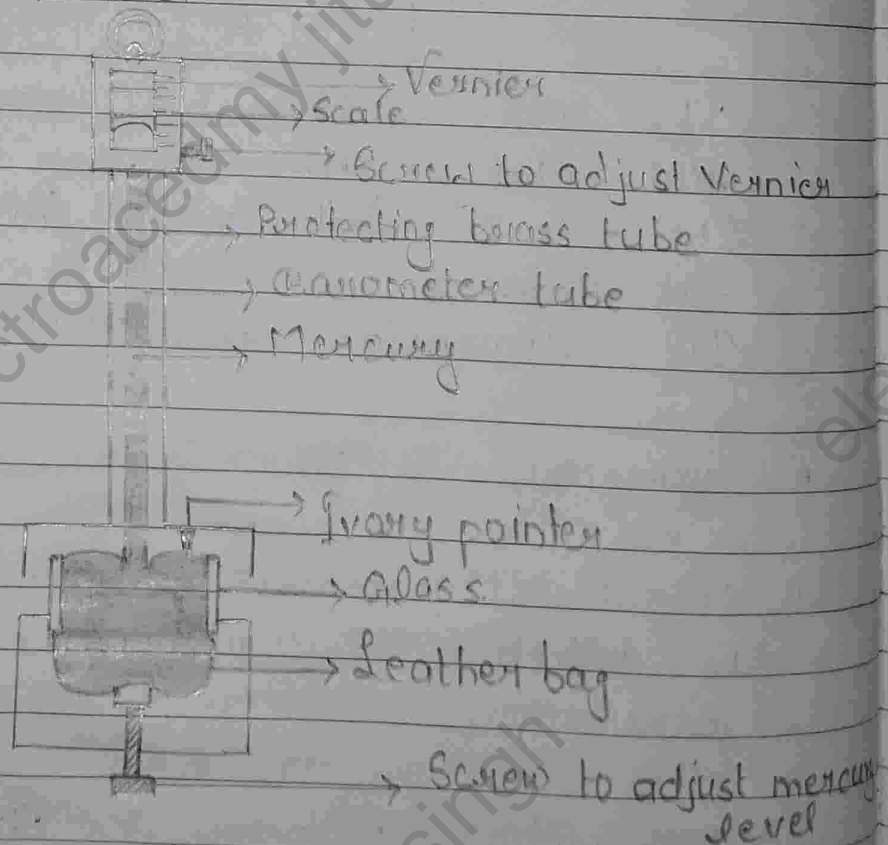 Vernier
Scale
Screw to adjust Vernier
Protecting brass tube
Manometer tube
Mercury
Ivory pointer
Glass
Leather bag
Screw to adjust mercury
level